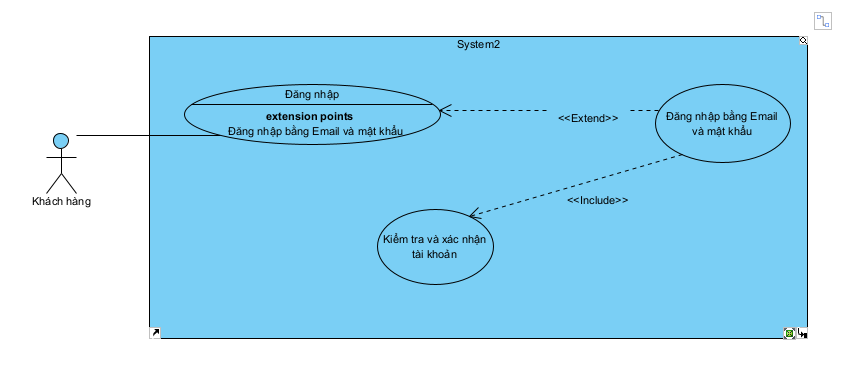 System2
Đăng nhập
extension points
Đăng nhập bằng Email và mật khẩu
<<Extend>>
Đăng nhập bằng Email
và mật khẩu
Khách hàng
<<Include>>
Kiểm tra và xác nhận
tài khoản